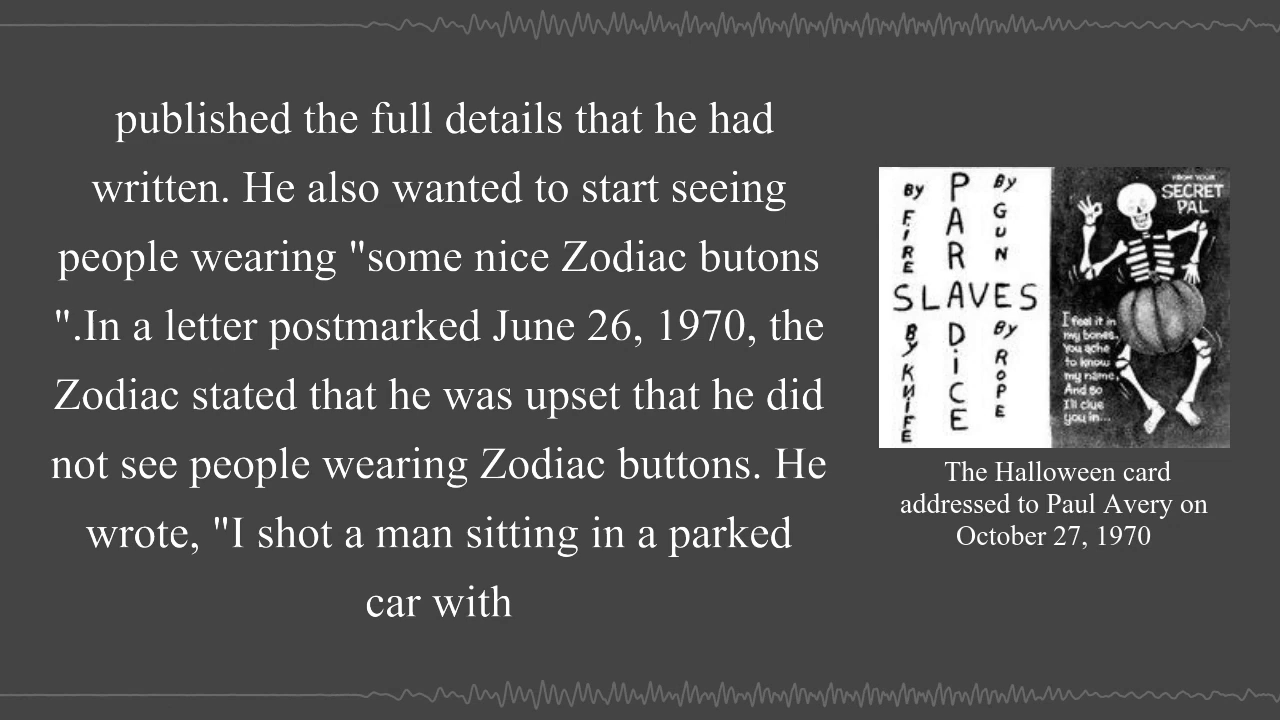 published the full details that he had
written. He also wanted to start seeing
people wearing "some nice Zodiac butons
".In a letter postmarked June 26, 1970, the
Zodiac stated that he was upset that he did
not see people wearing Zodiac buttons. He
wrote, "I shot a man sitting in a parked
car with
By FIRE
PARADiCE
By GUN
SLAVES
By KNIFE
By ROPE
FROM YOUR
SECRET
PAL
I feel it in
my bones,
You ache
to know
my name,
And so
I'll clue
you in...
The Halloween card
addressed to Paul Avery on
October 27, 1970